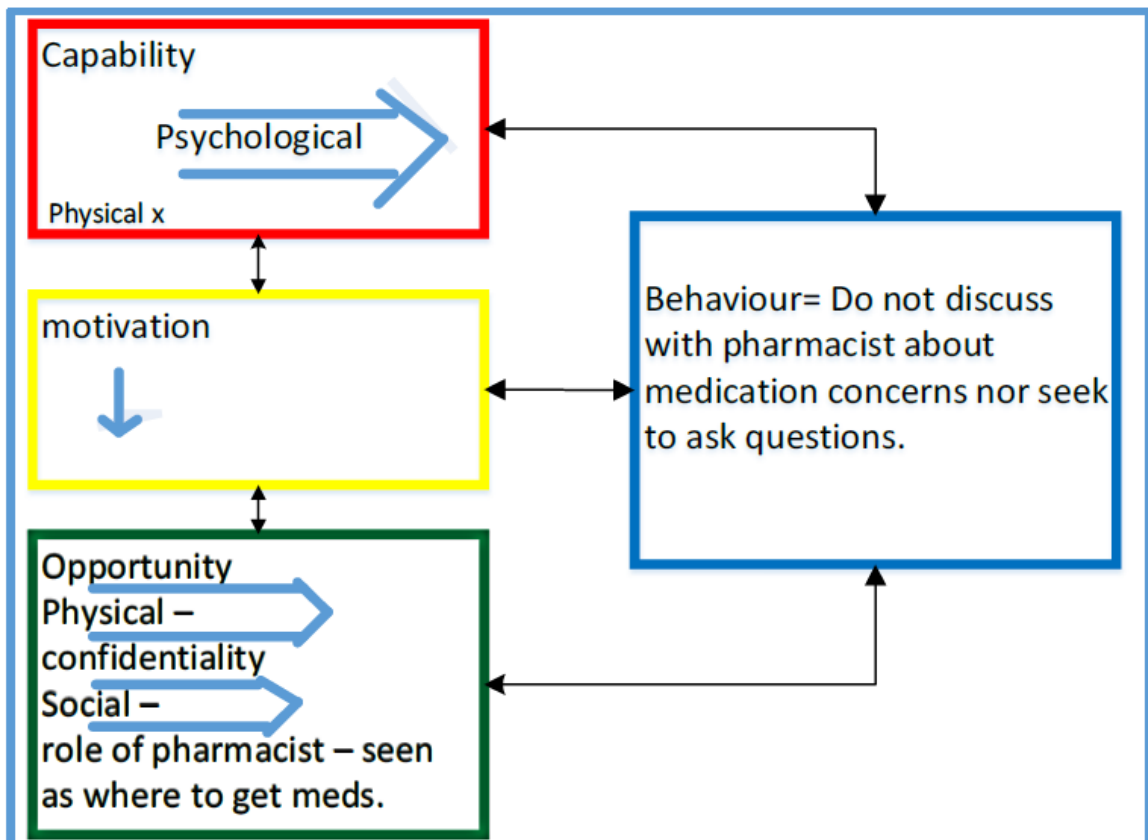 Capability
Psychological
Physical x
motivation
Behaviour= Do not discuss
with pharmacist about
medication concerns nor seek
to ask questions.
Opportunity
Physical –
confidentiality
Social –
role of pharmacist – seen
as where to get meds.